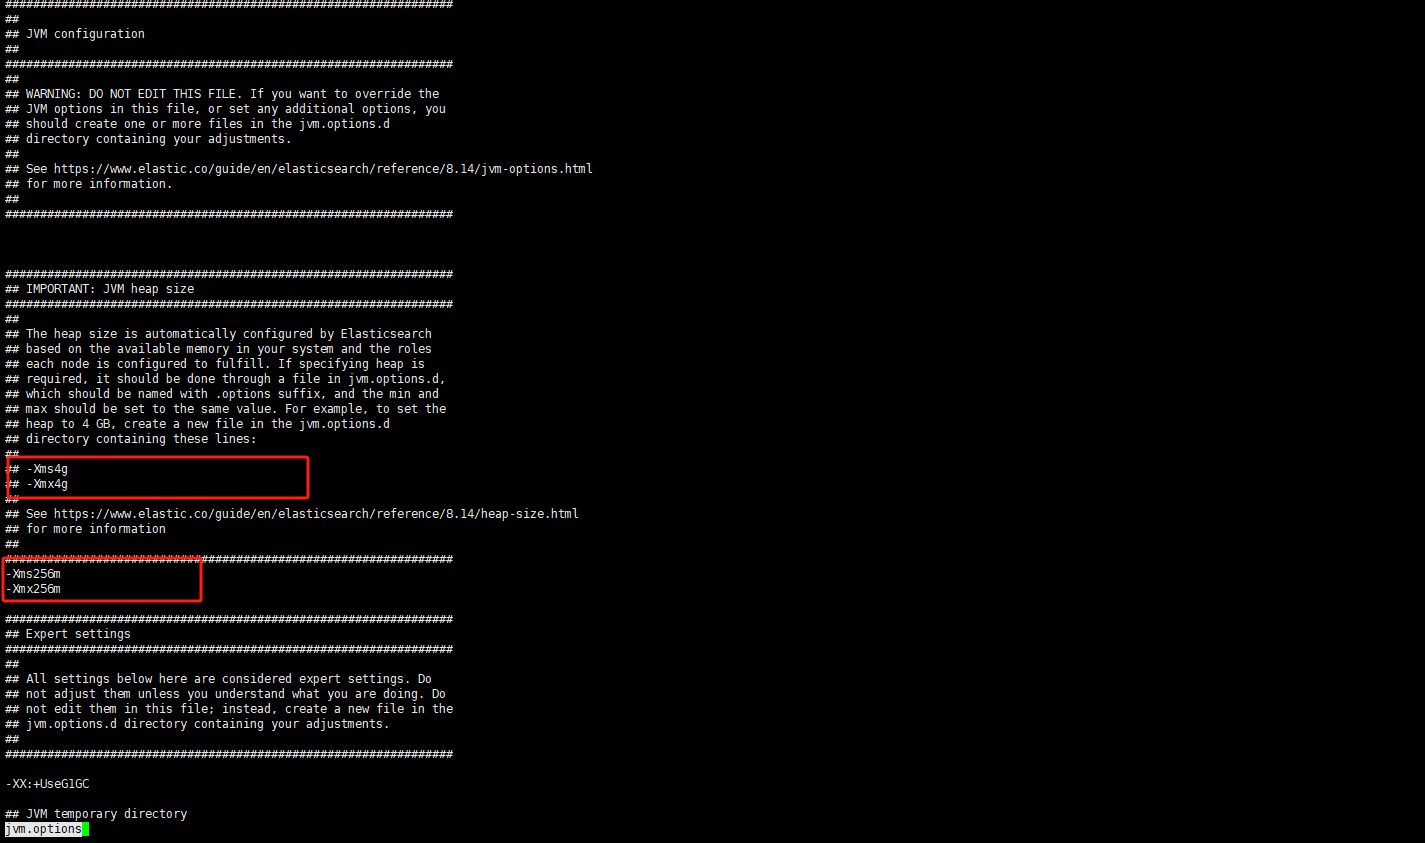 ################################################################
##
## JVM configuration
##
################################################################
##
## WARNING: DO NOT EDIT THIS FILE. If you want to override the
## JVM options in this file, or set any additional options, you
## should create one or more files in the jvm.options.d
## directory containing your adjustments.
##
## See https://www.elastic.co/guide/en/elasticsearch/reference/8.14/jvm-options.html
## for more information.
##
################################################################
################################################################
## IMPORTANT: JVM heap size
################################################################
##
## The heap size is automatically configured by Elasticsearch
## based on the available memory in your system and the roles
## each node is configured to fulfill. If specifying heap is
## required, it should be done through a file in jvm.options.d,
## which should be named with .options suffix, and the min and
## max should be set to the same value. For example, to set the
## heap to 4 GB, create a new file in the jvm.options.d
## directory containing these lines:
##
## -Xms4g
## -Xmx4g
##
## See https://www.elastic.co/guide/en/elasticsearch/reference/8.14/heap-size.html
## for more information
##
################################################################
-Xms256m
-Xmx256m
################################################################
## Expert settings
################################################################
##
## All settings below here are considered expert settings. Do
## not adjust them unless you understand what you are doing. Do
## not edit them in this file; instead, create a new file in the
## jvm.options.d directory containing your adjustments.
##
################################################################
-XX:+UseG1GC
## JVM temporary directory
jvm.options